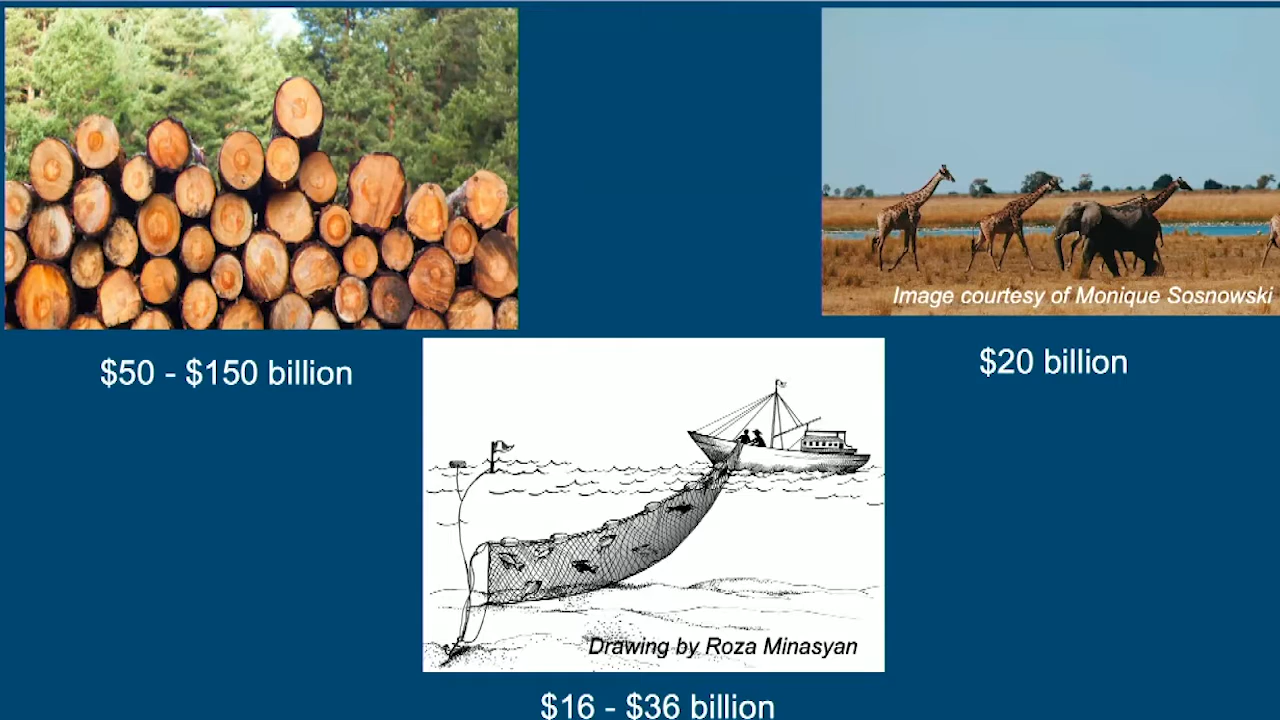 Image courtesy of Monique Sosnowski
$50 - $150 billion
$20 billion
Drawing by Roza Minasyan
$16 - $36 billion